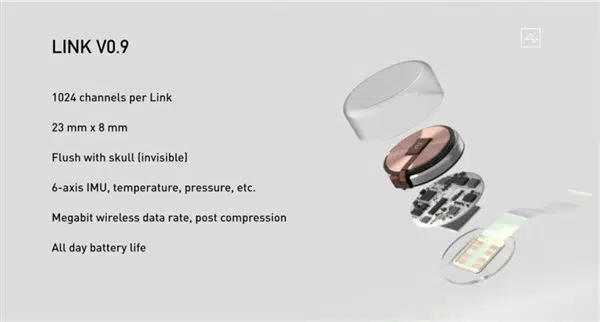 LINK V0.9
1024 channels per Link
23 mm x 8 mm
Flush with skull (invisible)
6-axis IMU, temperature, pressure, etc.
Megabit wireless data rate, post compression
All day battery life